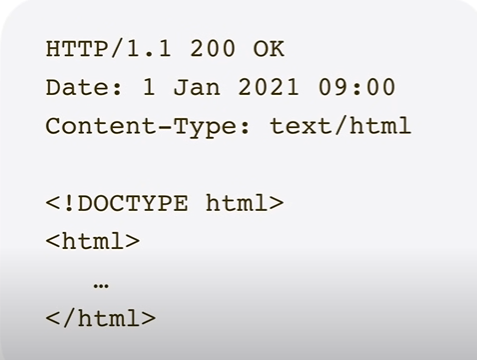 HTTP/1.1 200 OK
Date: 1 Jan 2021 09:00
Content-Type: text/html
<!DOCTYPE html>
<html>
…
</html>